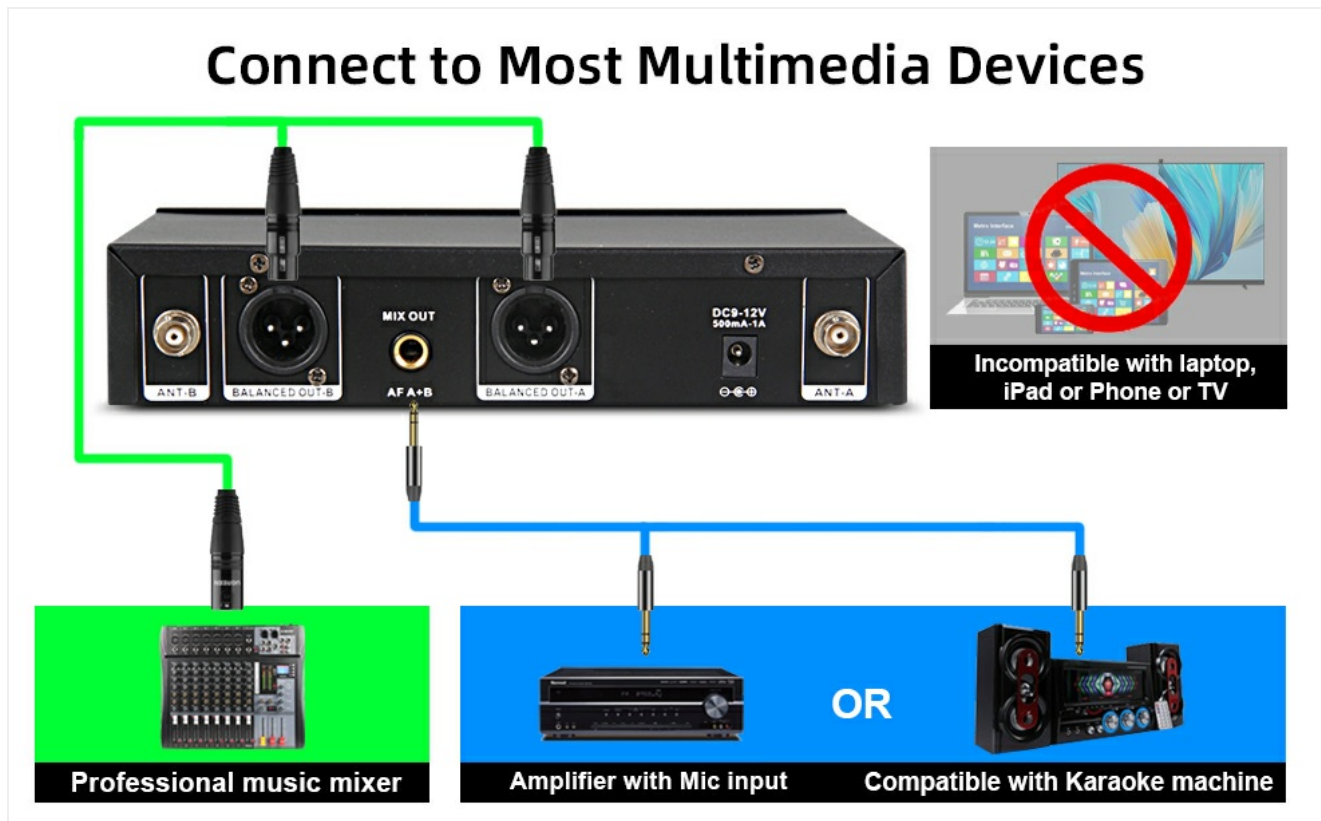 Connect to Most Multimedia Devices
MIX OUT
DC9-12V
500mA-1A
ANT-B
BALANCED OUT-B
AF A+B
BALANCED OUT-A
ANT-A
Incompatible with laptop,
iPad or Phone or TV
OR
Professional music mixer
Amplifier with Mic input
Compatible with Karaoke machine